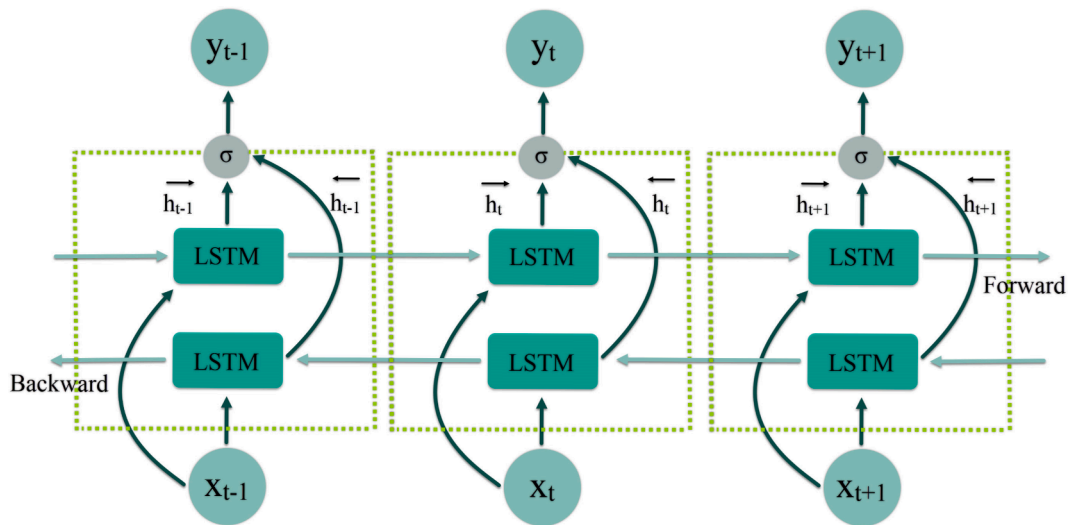 yt-1 yt yt+1
σ σ σ
ht-1 ht-1 ht ht ht+1 ht+1
LSTM LSTM LSTM
Forward
LSTM LSTM LSTM
Backward
xt-1 xt xt+1